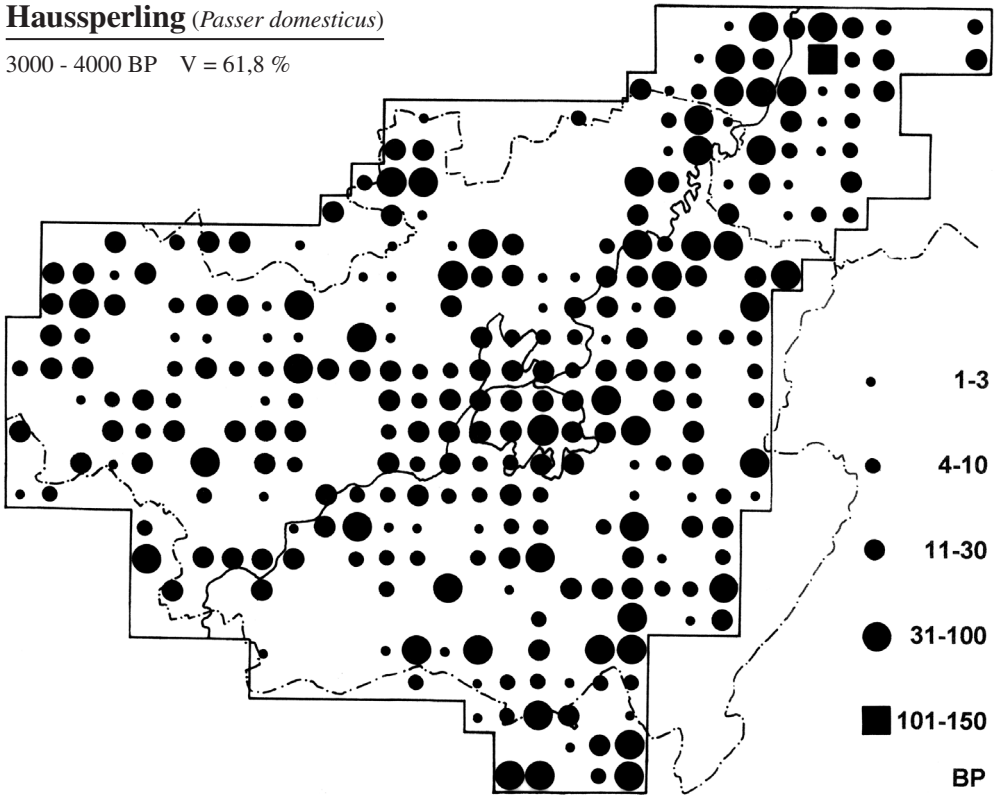 Haussperling (Passer domesticus)
3000 - 4000 BP V = 61,8 %
1-3
4-10
11-30
31-100
101-150
BP